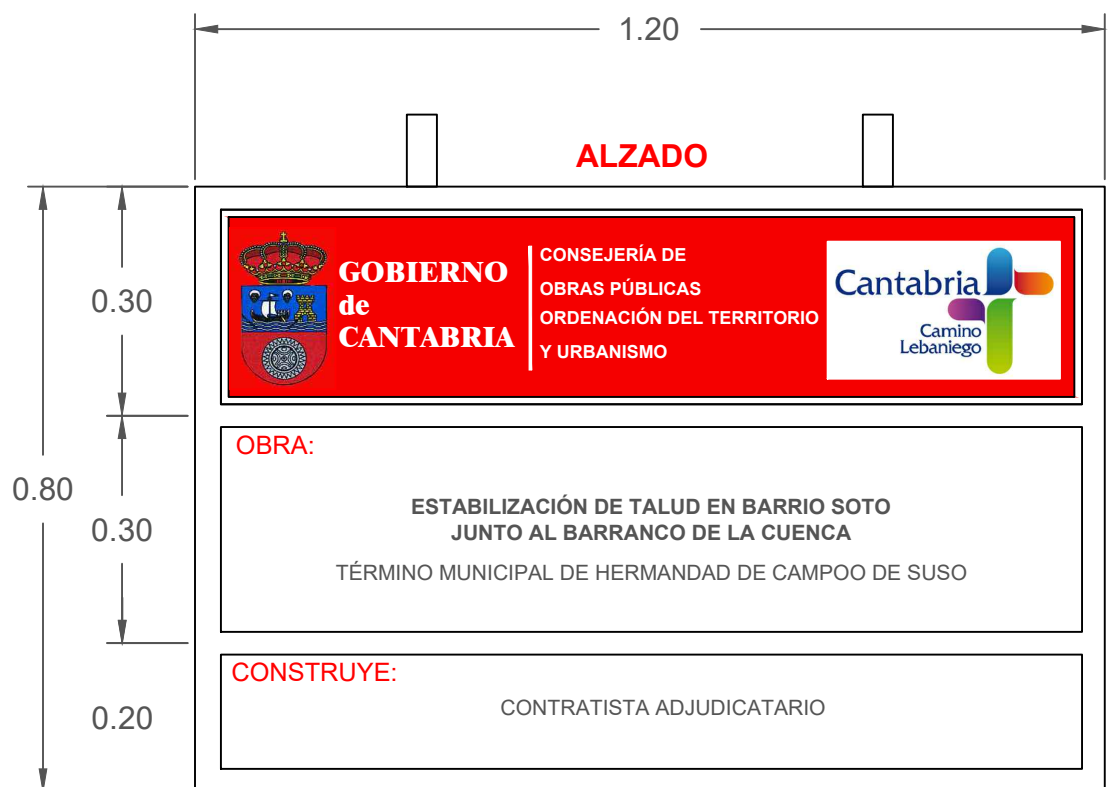 1.20
ALZADO
GOBIERNO
de
CANTABRIA
CONSEJERÍA DE
OBRAS PÚBLICAS
ORDENACIÓN DEL TERRITORIO
Y URBANISMO
Cantabria
Camino
Lebaniego
0.30
OBRA:
ESTABILIZACIÓN DE TALUD EN BARRIO SOTO
JUNTO AL BARRANCO DE LA CUENCA
TÉRMINO MUNICIPAL DE HERMANDAD DE CAMPOO DE SUSO
0.80
0.30
CONSTRUYE:
CONTRATISTA ADJUDICATARIO
0.20